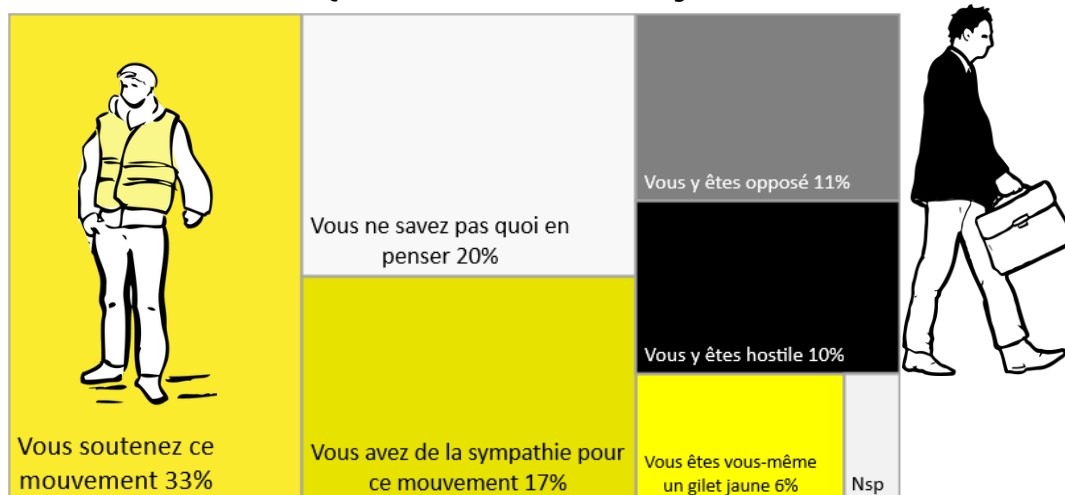 Vous soutenez ce
mouvement 33%
Vous ne savez pas quoi en
penser 20%
Vous avez de la sympathie pour
ce mouvement 17%
Vous y êtes opposé 11%
Vous y êtes hostile 10%
Vous êtes vous-même
un gilet jaune 6%
Nsp